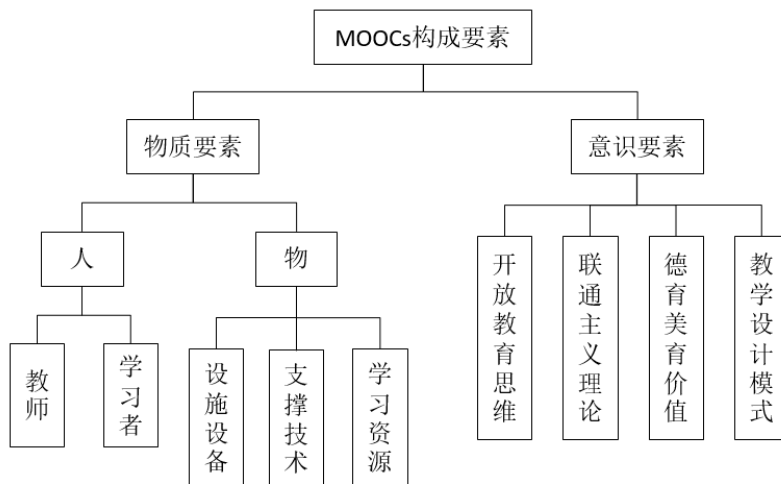 MOOCs构成要素
物质要素
意识要素
人
物
教师
学习者
设施设备
支撑技术
学习资源
开放教育思维
联通主义理论
德育美育价值
教学设计模式